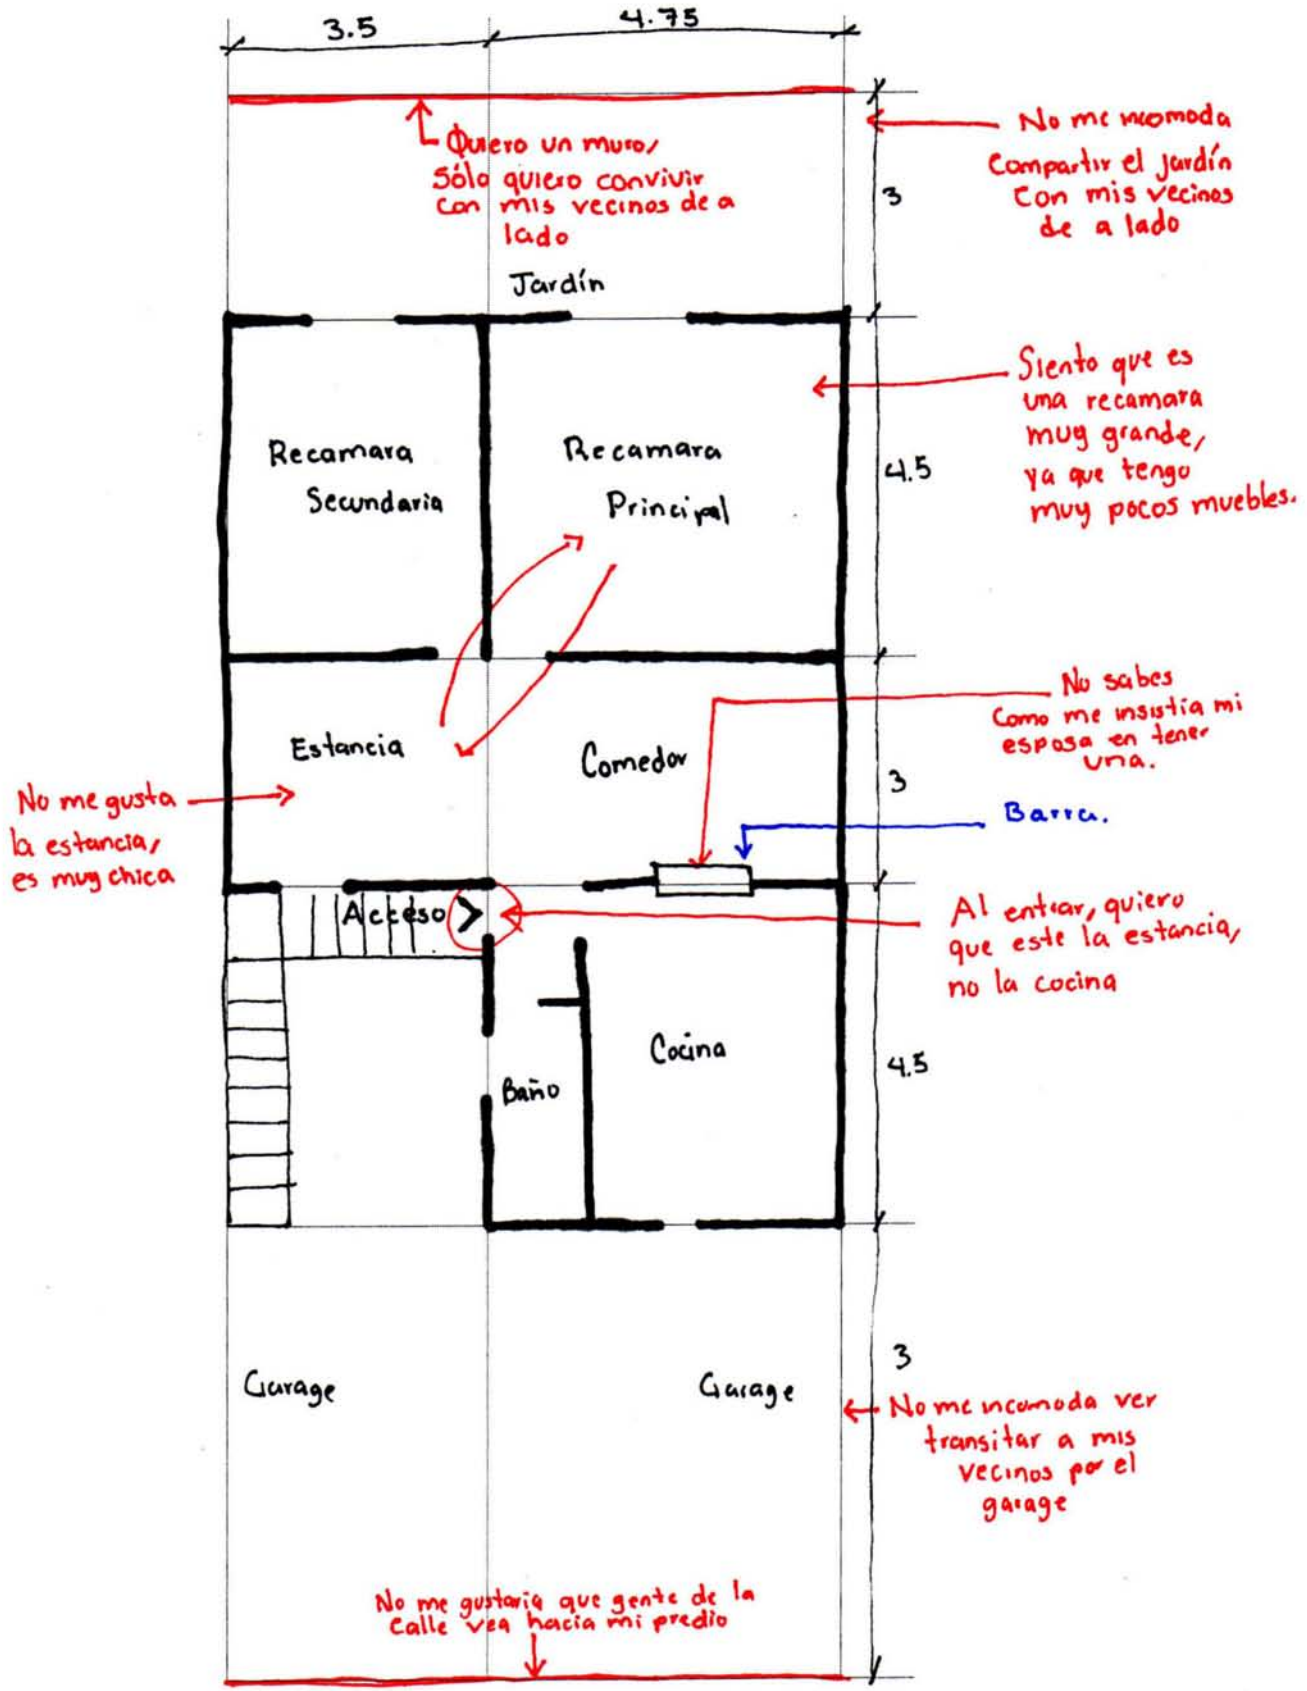 3.5
4.75
Quiero un muro,
Sólo quiero convivir
con mis vecinos de a
lado
No me incomoda
Compartir el jardín
Con mis vecinos
de a lado
3
Jardín
Siento que es
una recamara
muy grande,
ya que tengo
muy pocos muebles.
Recamara
Secundaria
Recamara
Principal
4.5
No sabes
Como me insistía mi
esposa en tener
una.
Estancia
Comedor
3
No me gusta
la estancia,
es muy chica
Barra.
Acceso
Al entrar, quiero
que este la estancia,
no la cocina
Cocina
Baño
4.5
3
Garage
Garage
No me incomoda ver
transitar a mis
vecinos por el
garage
No me gustaria que gente de la
Calle vea hacia mi predio